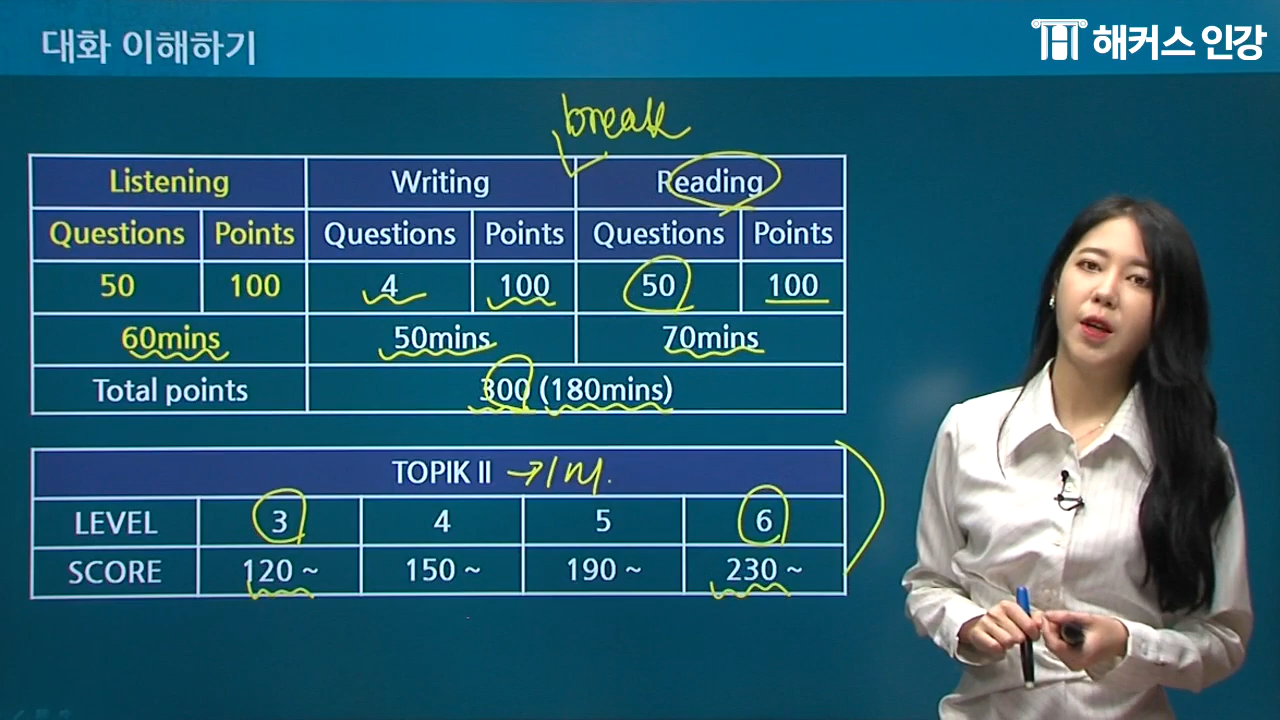 대화 이해하기
해커스 인강
break
Listening Writing Reading
Questions Points Questions Points Questions Points
50 100 4 100 50 100
60mins 50mins 70mins
Total points 300 (180mins)
TOPIK II →
LEVEL 3 4 5 6
SCORE 120 ~ 150 ~ 190 ~ 230 ~